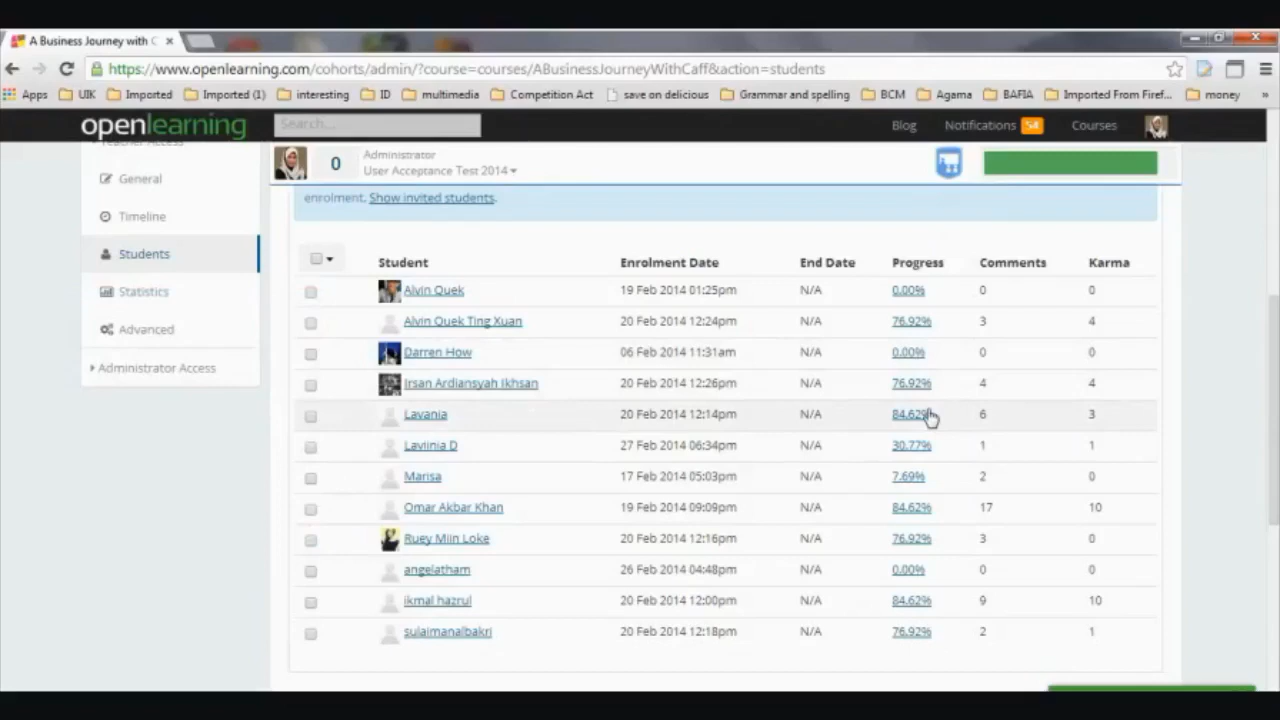 A Business Journey with C
https://www.openlearning.com/cohorts/admin/?course=courses/ABusinessJourneyWithCaff&action=students
Apps UIK Imported Imported (1) interesting ID multimedia Competition Act save on delicious Grammar and spelling BCM Agama BAFIA Imported From Firef... money »
openlearning Search... Blog Notifications 54 Courses
Teacher Access
0 Administrator
User Acceptance Test 2014
General
Timeline
Students
Statistics
Advanced
Administrator Access
enrolment. Show invited students.
Student Enrolment Date End Date Progress Comments Karma
Alvin Quek 19 Feb 2014 01:25pm N/A 0.00% 0 0
Alvin Quek Ting Xuan 20 Feb 2014 12:24pm N/A 76.92% 3 4
Darren How 06 Feb 2014 11:31am N/A 0.00% 0 0
Irsan Ardiansyah Ikhsan 20 Feb 2014 12:26pm N/A 76.92% 4 4
Lavania 20 Feb 2014 12:14pm N/A 84.62% 6 3
Laviinia D 27 Feb 2014 06:34pm N/A 30.77% 1 1
Marisa 17 Feb 2014 05:03pm N/A 7.69% 2 0
Omar Akbar Khan 19 Feb 2014 09:09pm N/A 84.62% 17 10
Ruey Miin Loke 20 Feb 2014 12:16pm N/A 76.92% 3 0
angelatham 26 Feb 2014 04:48pm N/A 0.00% 0 0
ikmal hazrul 20 Feb 2014 12:00pm N/A 84.62% 9 10
sulaimanalbakri 20 Feb 2014 12:18pm N/A 76.92% 2 1